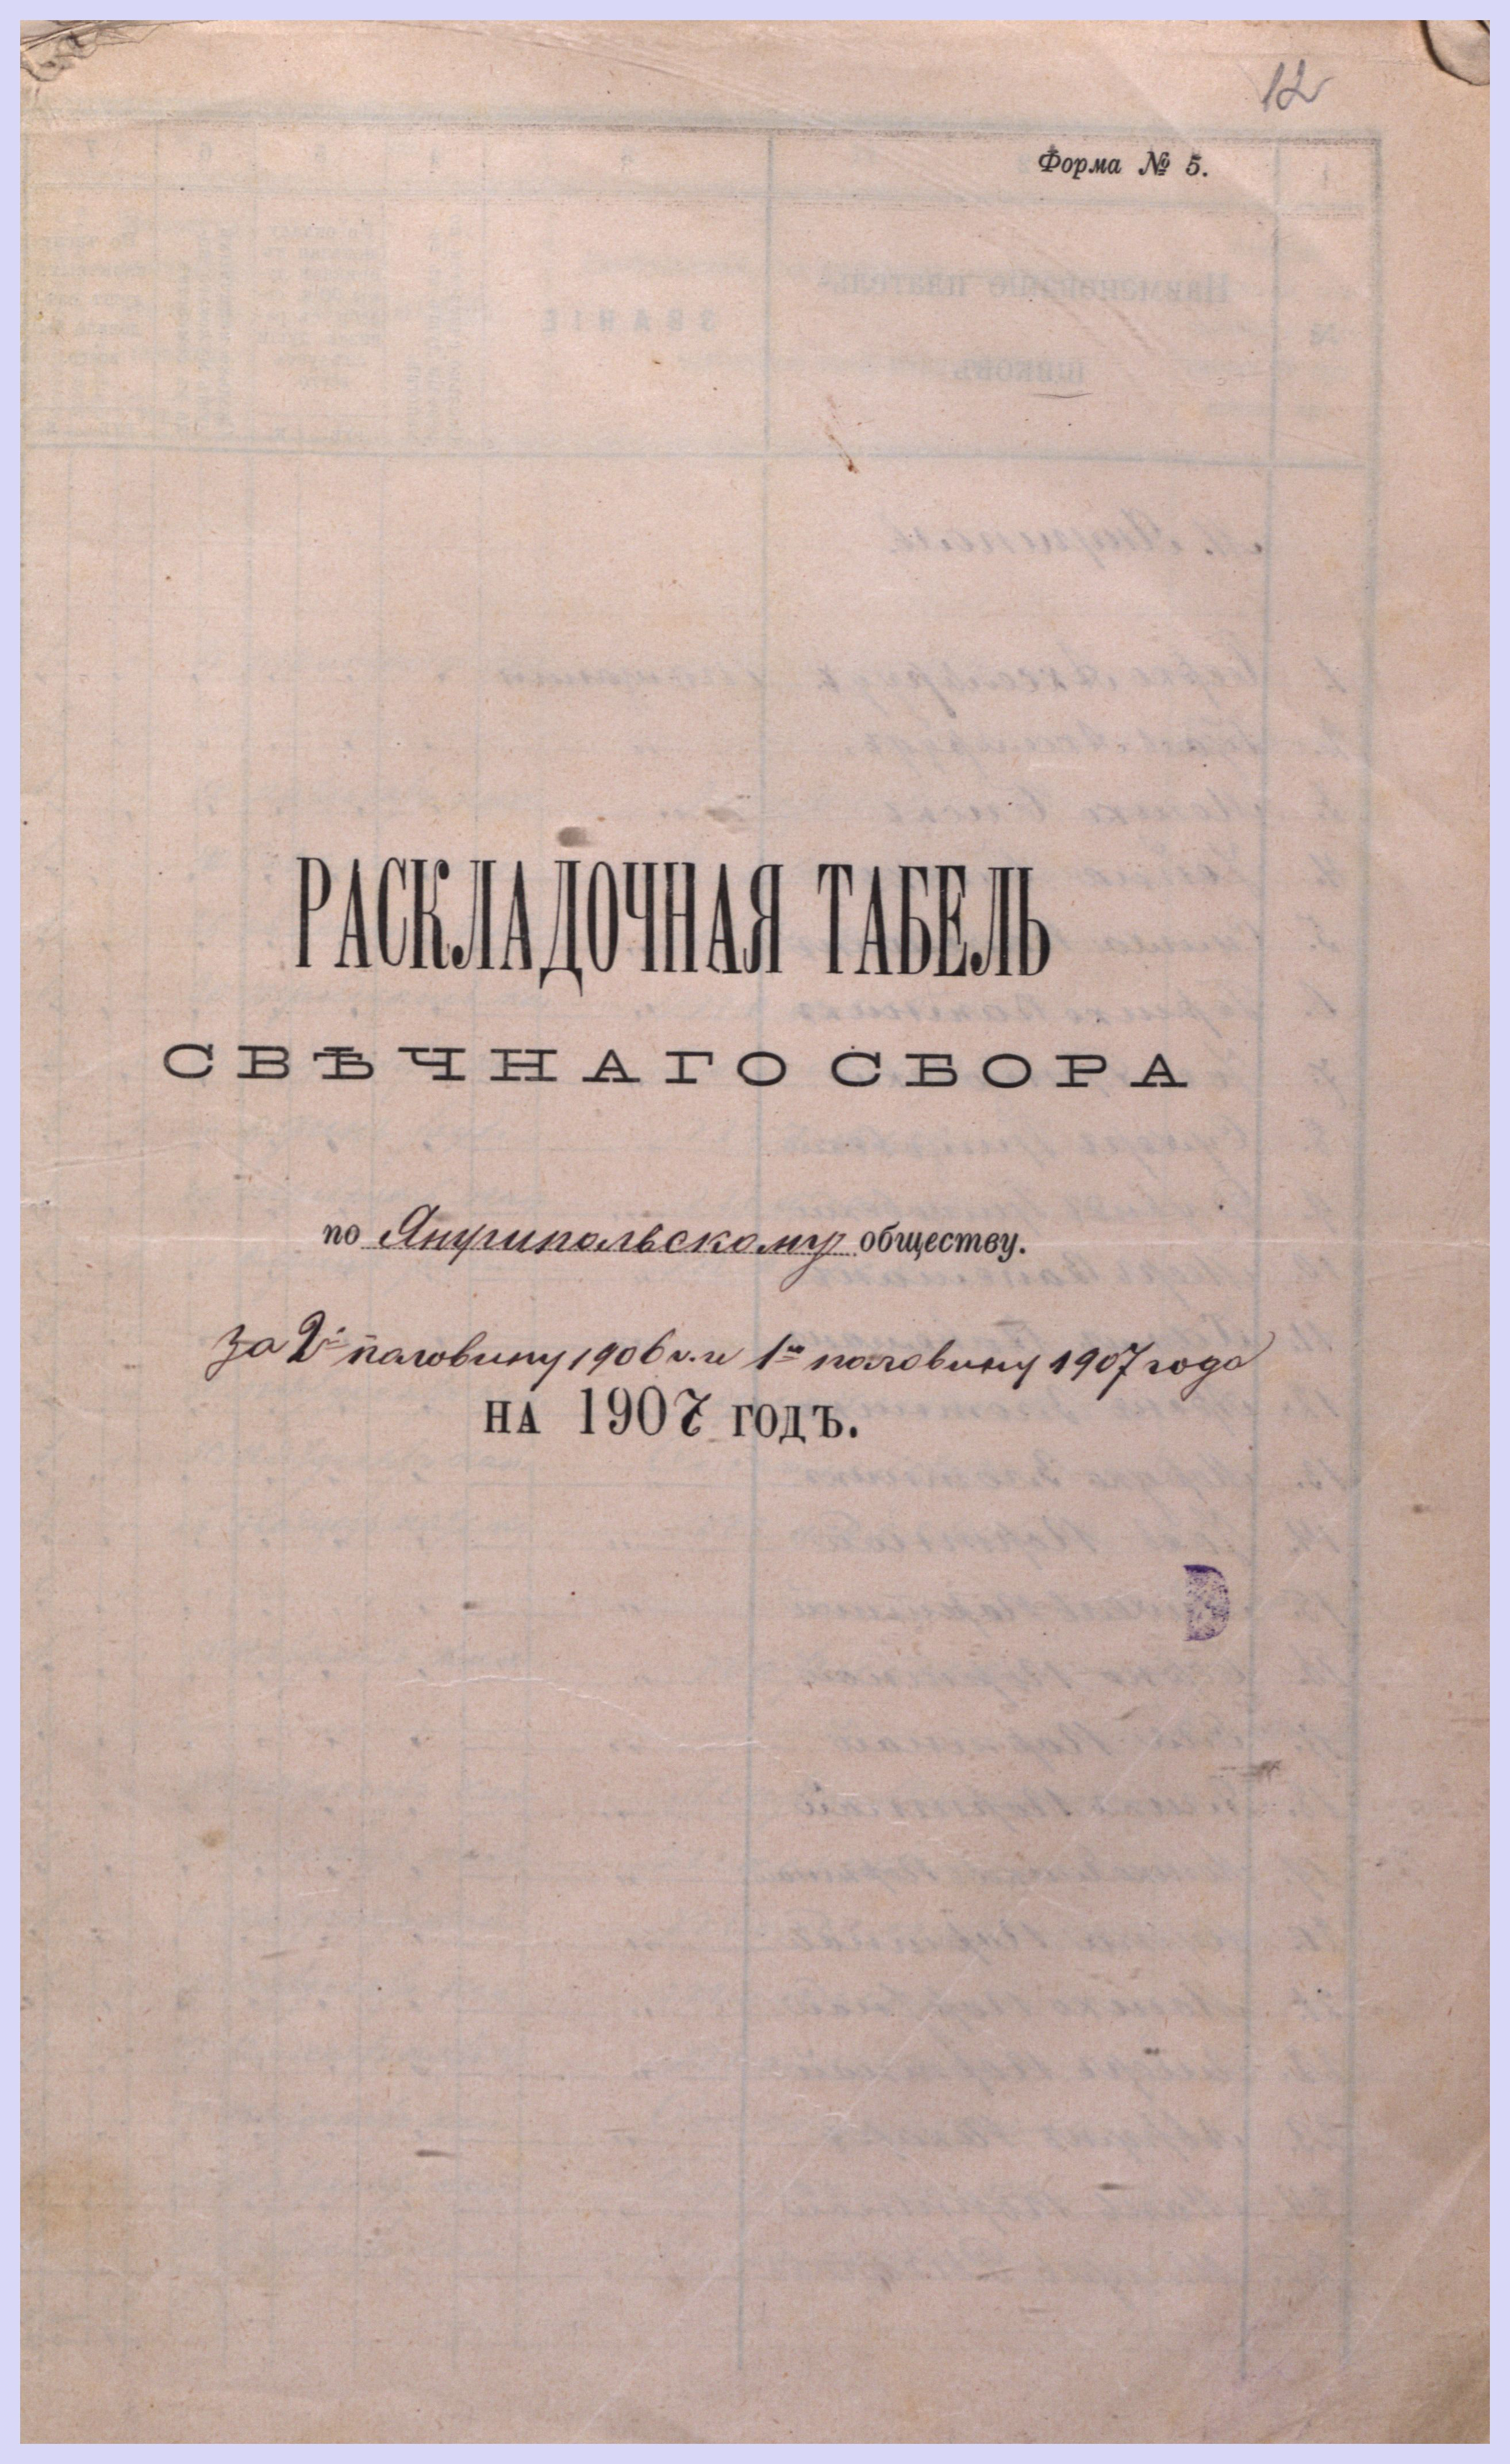 12
Форма № 5.
РАСКЛАДОЧНАЯ ТАБЕЛЬ
СВѢЧНАГО СБОРА
по Янушпольскому обществу.
за 2ю половину 1906 г. и 1ю половину 1907 года
НА 1907 ГОДЪ.